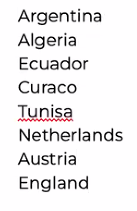 Argentina
Algeria
Ecuador
Curaco
Tunisa
Netherlands
Austria
England